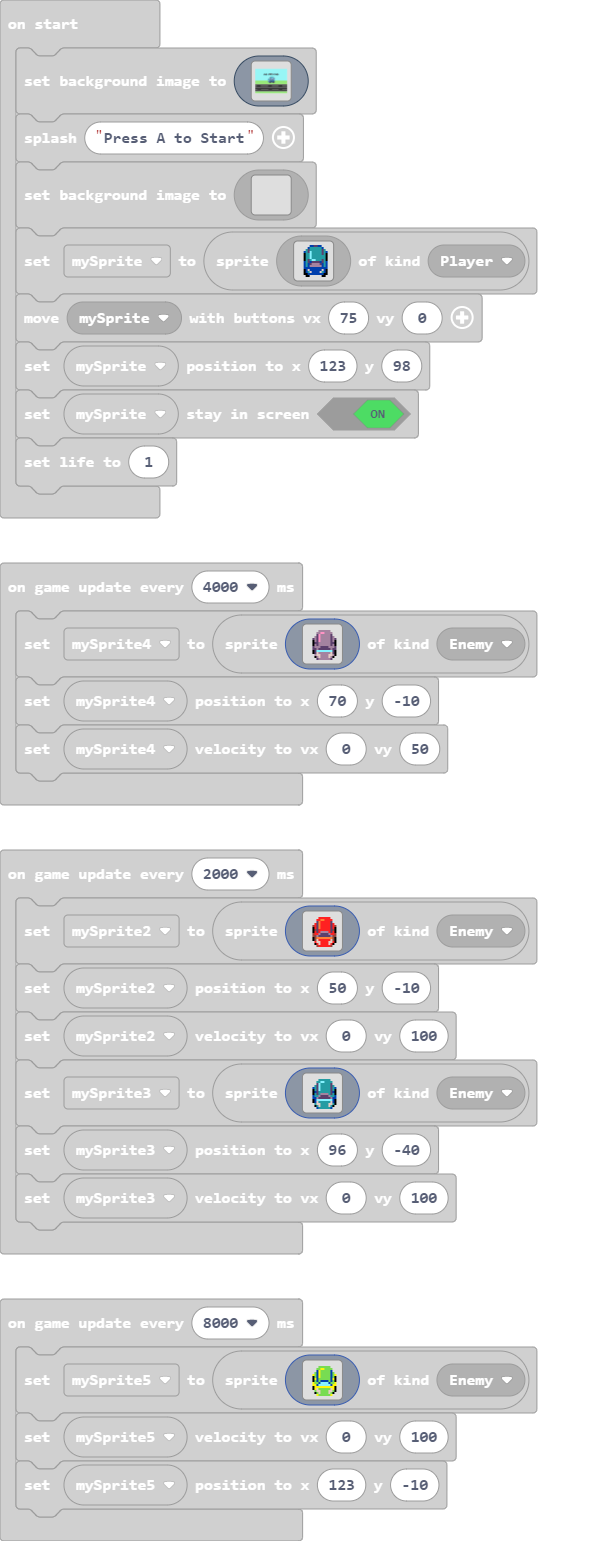 on start
set background image to
splash "Press A to Start"
set background image to
set mySprite to sprite of kind Player
move mySprite with buttons vx 75 vy 0
set mySprite position to x 123 y 98
set mySprite stay in screen ON
set life to 1
on game update every 4000 ms
set mySprite4 to sprite of kind Enemy
set mySprite4 position to x 70 y -10
set mySprite4 velocity to vx 0 vy 50
on game update every 2000 ms
set mySprite2 to sprite of kind Enemy
set mySprite2 position to x 50 y -10
set mySprite2 velocity to vx 0 vy 100
set mySprite3 to sprite of kind Enemy
set mySprite3 position to x 96 y -40
set mySprite3 velocity to vx 0 vy 100
on game update every 8000 ms
set mySprite5 to sprite of kind Enemy
set mySprite5 velocity to vx 0 vy 100
set mySprite5 position to x 123 y -10